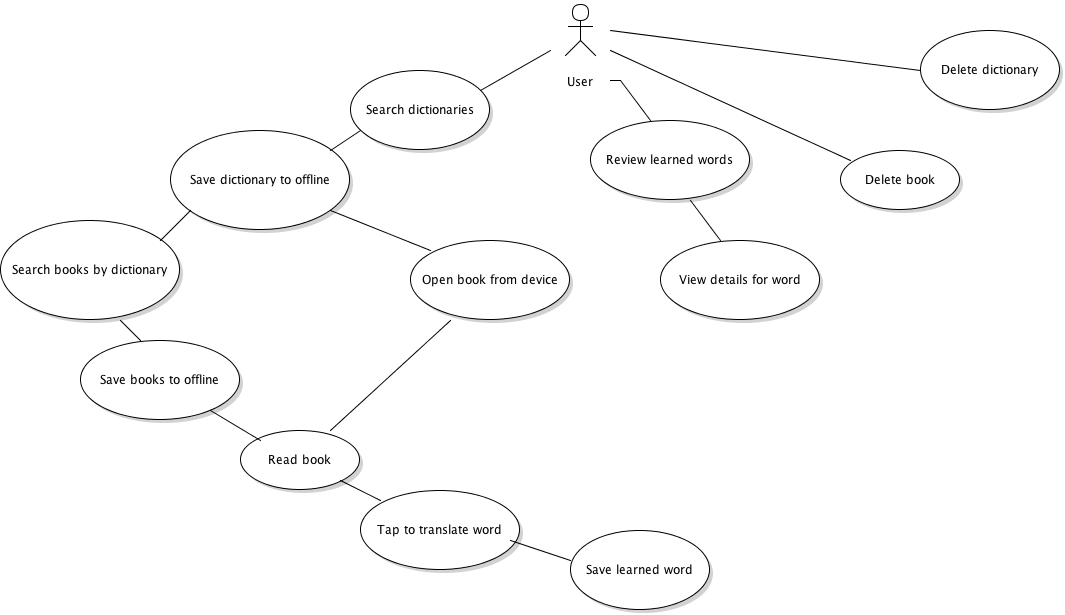 User
Delete dictionary
Search dictionaries
Review learned words
Save dictionary to offline
Delete book
Search books by dictionary
Open book from device
View details for word
Save books to offline
Read book
Tap to translate word
Save learned word